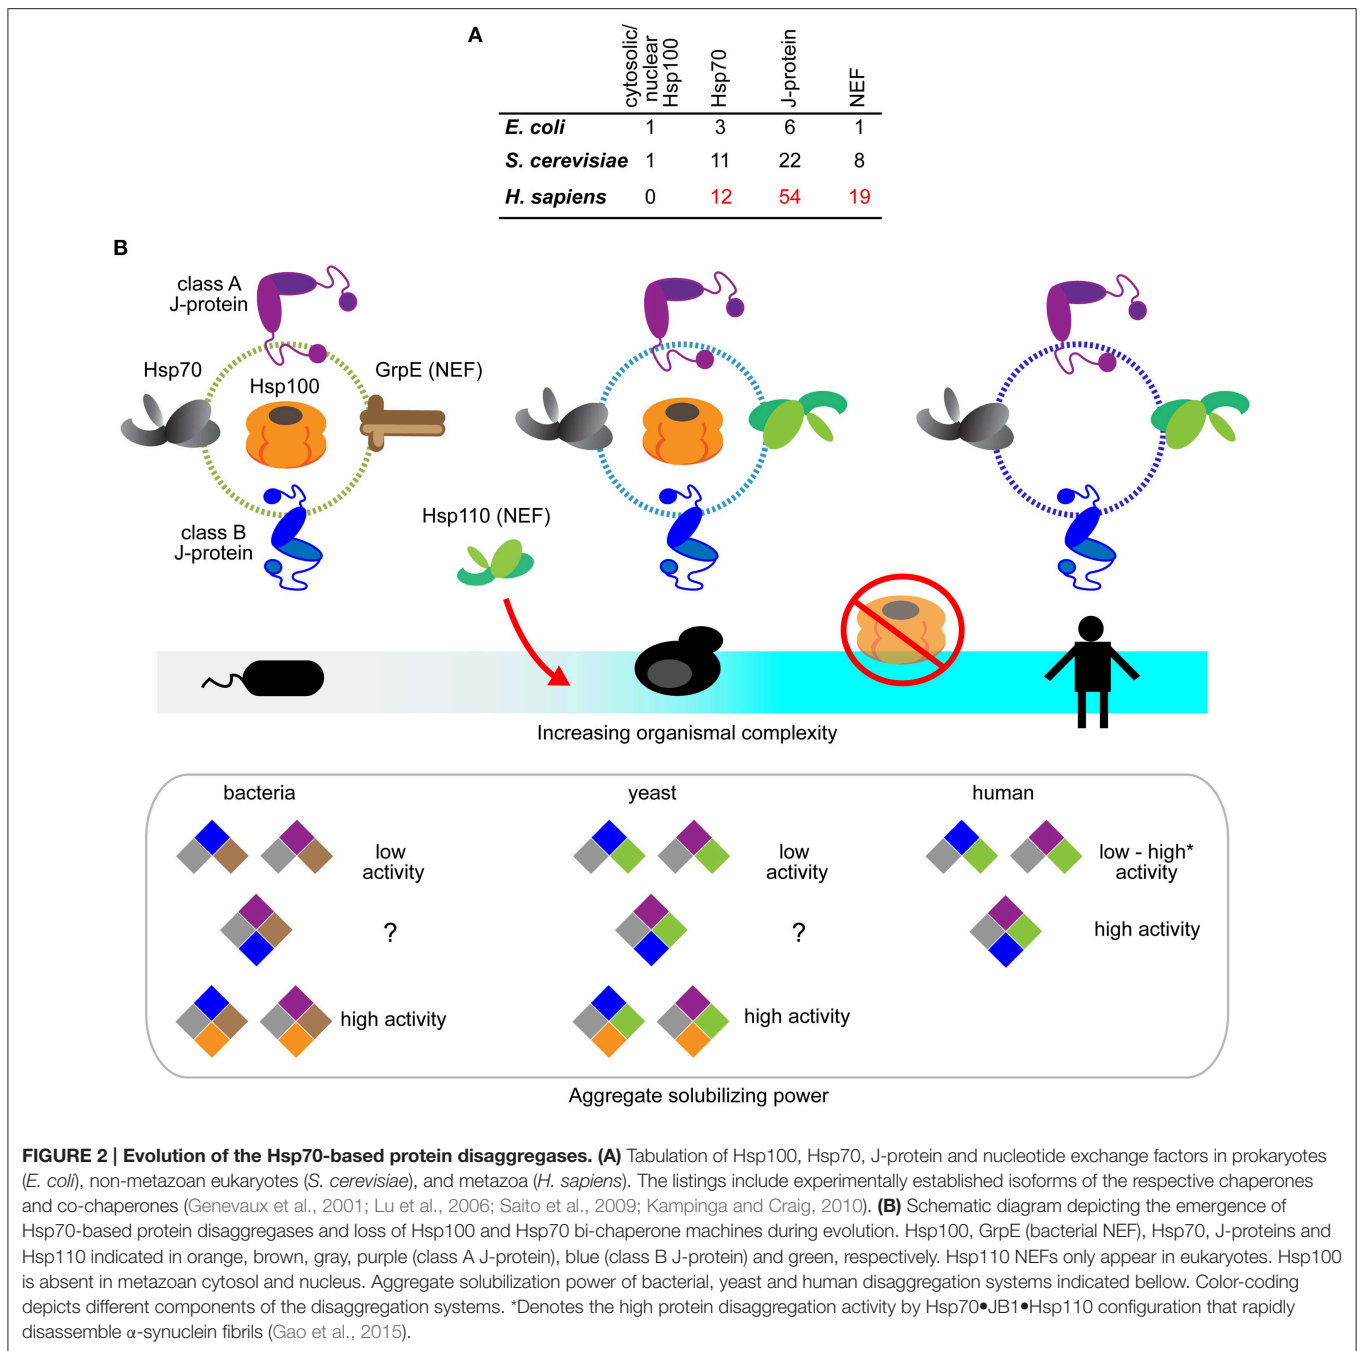 A
cytosolic/
nuclear
Hsp100
Hsp70
J-protein
NEF
E. coli 1 3 6 1
S. cerevisiae 1 11 22 8
H. sapiens 0 12 54 19
B
class A
J-protein
Hsp70
Hsp100
GrpE (NEF)
class B
J-protein
Hsp110 (NEF)
Increasing organismal complexity
bacteria yeast human
low
activity
low
activity
low - high*
activity
? ? high activity
high activity high activity
Aggregate solubilizing power
FIGURE 2 | Evolution of the Hsp70-based protein disaggregases. (A) Tabulation of Hsp100, Hsp70, J-protein and nucleotide exchange factors in prokaryotes
(E. coli), non-metazoan eukaryotes (S. cerevisiae), and metazoa (H. sapiens). The listings include experimentally established isoforms of the respective chaperones
and co-chaperones (Genevaux et al., 2001; Lu et al., 2006; Saito et al., 2009; Kampinga and Craig, 2010). (B) Schematic diagram depicting the emergence of
Hsp70-based protein disaggregases and loss of Hsp100 and Hsp70 bi-chaperone machines during evolution. Hsp100, GrpE (bacterial NEF), Hsp70, J-proteins and
Hsp110 indicated in orange, brown, gray, purple (class A J-protein), blue (class B J-protein) and green, respectively. Hsp110 NEFs only appear in eukaryotes. Hsp100
is absent in metazoan cytosol and nucleus. Aggregate solubilization power of bacterial, yeast and human disaggregation systems indicated bellow. Color-coding
depicts different components of the disaggregation systems. *Denotes the high protein disaggregation activity by Hsp70•JB1•Hsp110 configuration that rapidly
disassemble α-synuclein fibrils (Gao et al., 2015).